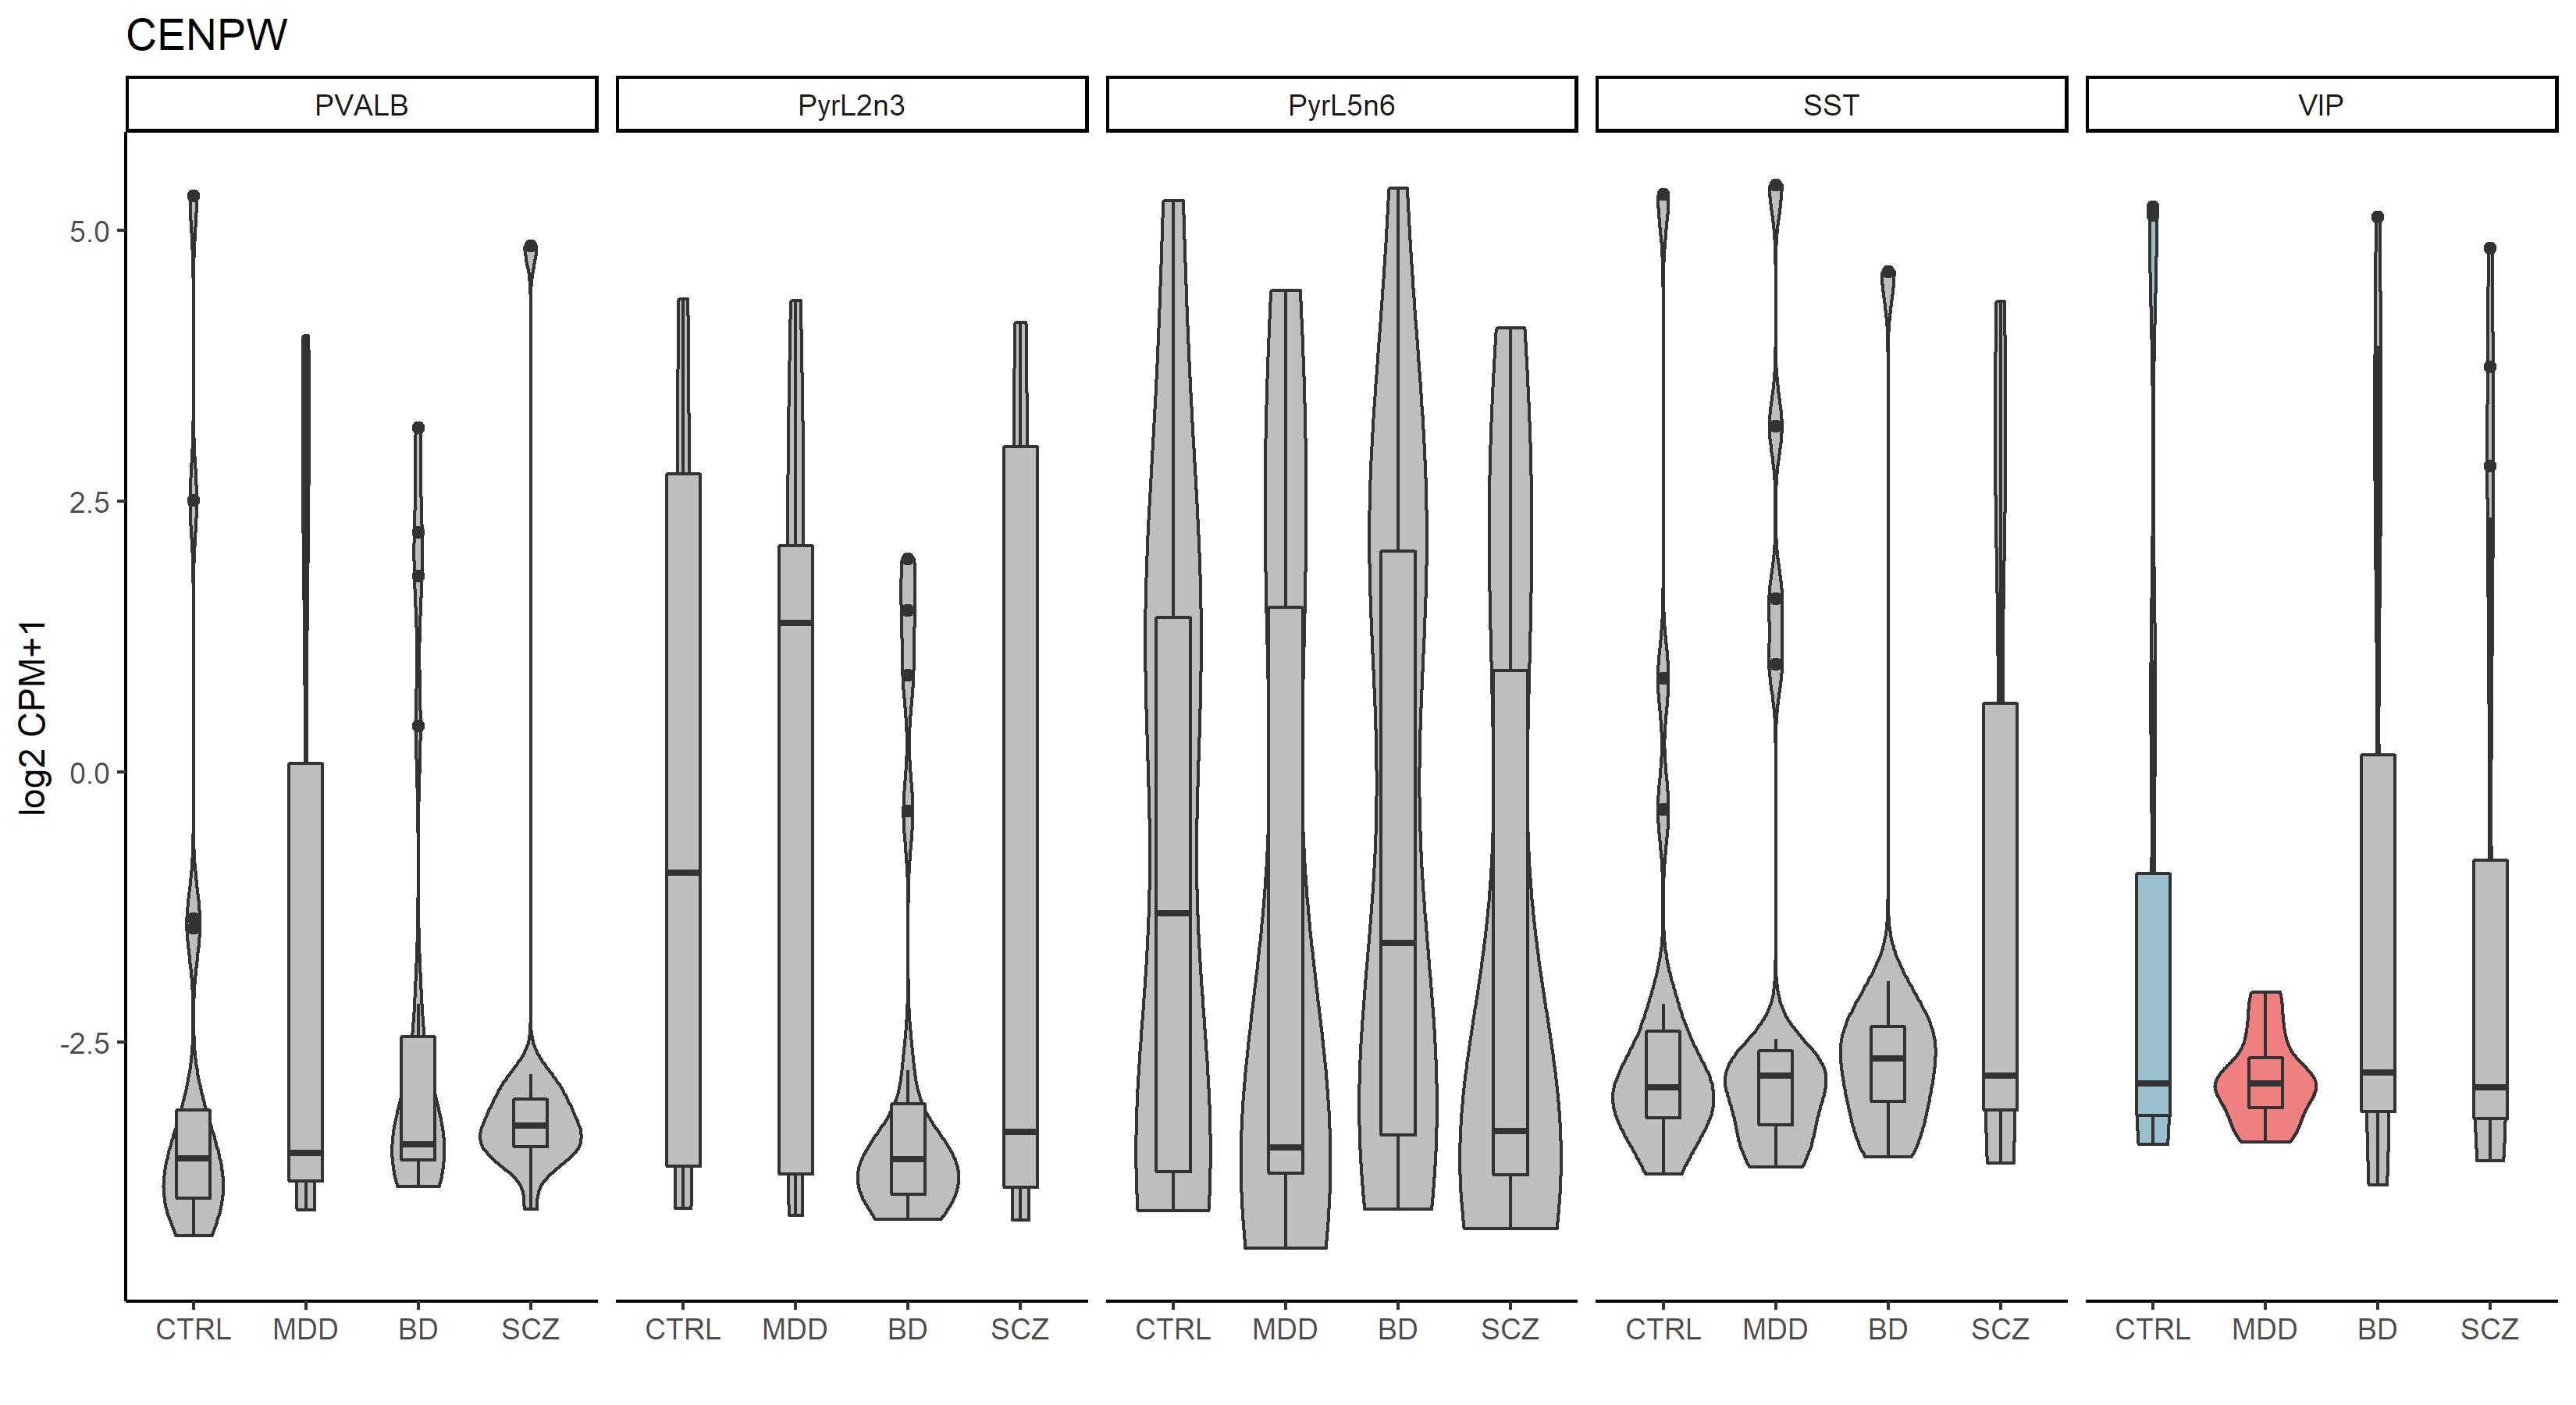 CENPW
PVALB PyrL2n3 PyrL5n6 SST VIP
5.0
2.5
0.0
-2.5
log2 CPM+1
CTRL MDD BD SCZ CTRL MDD BD SCZ CTRL MDD BD SCZ CTRL MDD BD SCZ CTRL MDD BD SCZ